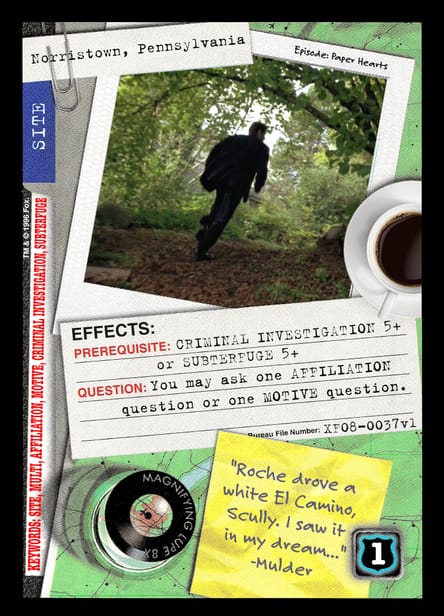 Norristown, Pennsylvania
Episode: Paper Hearts
SITE
TM & © 1996 Fox.
KEYWORDS: SITE, MULTI, AFFILIATION, MOTIVE, CRIMINAL INVESTIGATION, SUBTERFUGE
EFFECTS:
PREREQUISITE: CRIMINAL INVESTIGATION 5+
or SUBTERFUGE 5+
QUESTION: You may ask one AFFILIATION
question or one MOTIVE question.
Bureau File Number: XF08-0037v1
MAGNIFYING LUPE 8X
"Roche drove a
white El Camino,
Scully. I saw it
in my dream..."
-Mulder
1